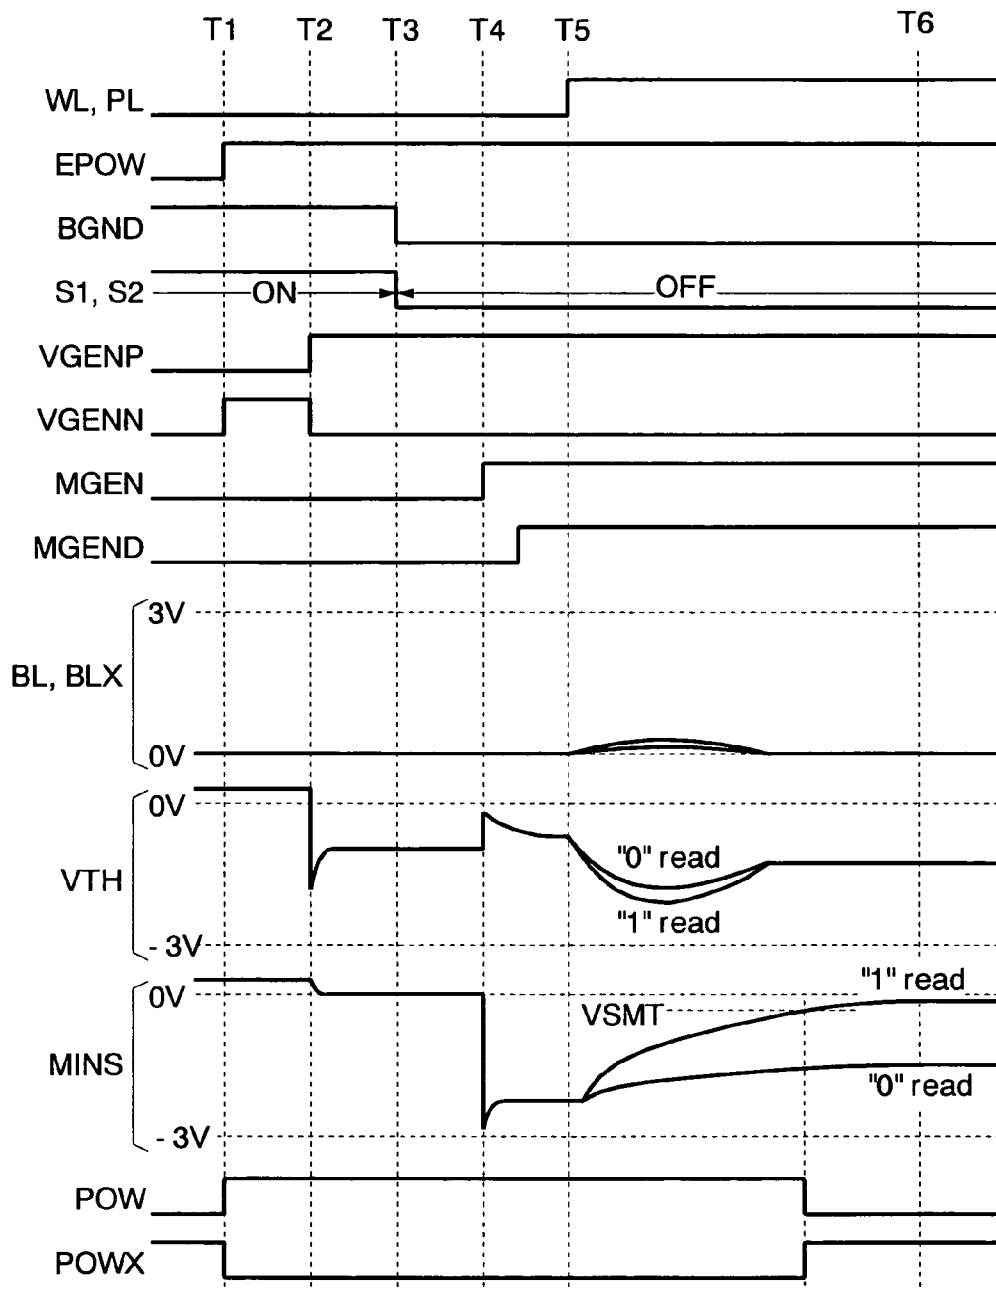 T1 T2 T3 T4 T5 T6
WL, PL
EPOW
BGND
S1, S2 ON OFF
VGENP
VGENN
MGEN
MGEND
3V
BL, BLX
0V
0V
"0" read
VTH
"1" read
- 3V
"1" read
0V
VSMT
MINS
"0" read
- 3V
POW
POWX